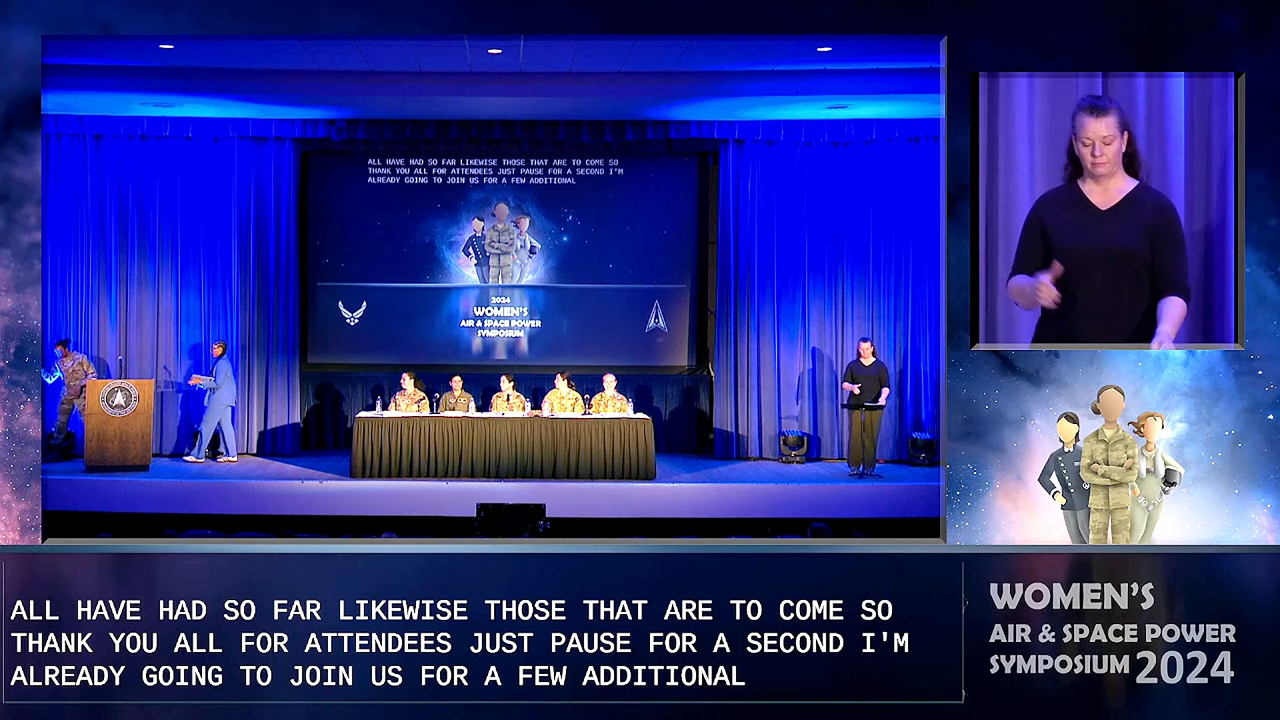 ALL HAVE HAD SO FAR LIKEWISE THOSE THAT ARE TO COME SO
THANK YOU ALL FOR ATTENDEES JUST PAUSE FOR A SECOND I'M
ALREADY GOING TO JOIN US FOR A FEW ADDITIONAL
2024
WOMEN'S
AIR & SPACE POWER
SYMPOSIUM
ALL HAVE HAD SO FAR LIKEWISE THOSE THAT ARE TO COME SO
THANK YOU ALL FOR ATTENDEES JUST PAUSE FOR A SECOND I'M
ALREADY GOING TO JOIN US FOR A FEW ADDITIONAL
WOMEN'S
AIR & SPACE POWER
SYMPOSIUM 2024